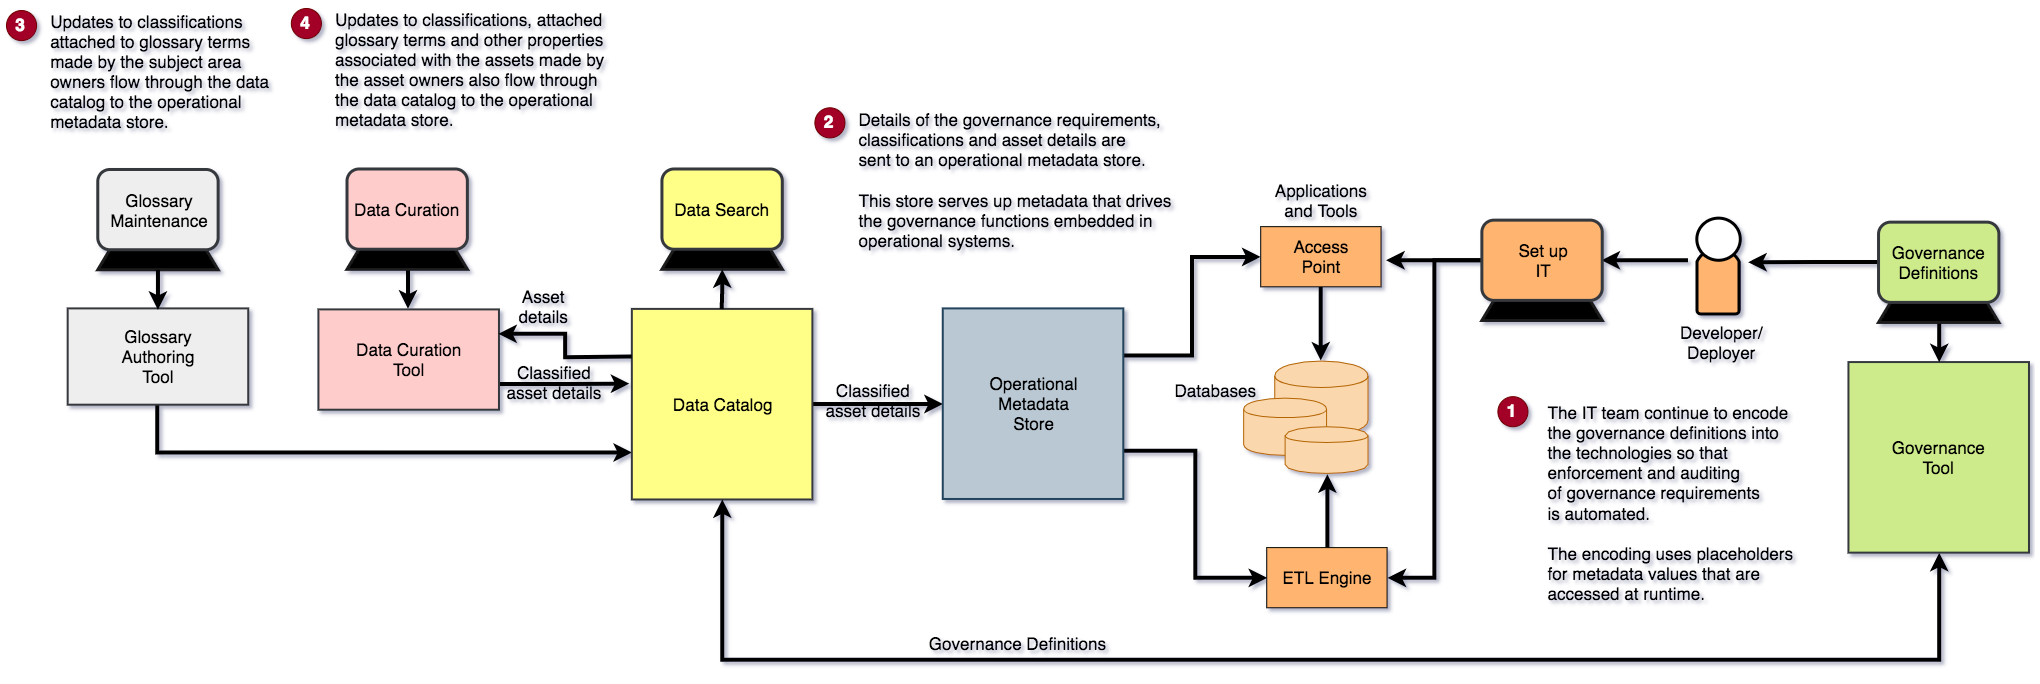 3
Updates to classifications
attached to glossary terms
made by the subject area
owners flow through the data
catalog to the operational
metadata store.
4
Updates to classifications, attached
glossary terms and other properties
associated with the assets made by
the asset owners also flow through
the data catalog to the operational
metadata store.
2
Details of the governance requirements,
classifications and asset details are
sent to an operational metadata store.
This store serves up metadata that drives
the governance functions embedded in
operational systems.
Glossary
Maintenance
Data Curation
Data Search
Applications
and Tools
Access
Point
Set up
IT
Developer/
Deployer
Governance
Definitions
Glossary
Authoring
Tool
Data Curation
Tool
Asset
details
Classified
asset details
Data Catalog
Classified
asset details
Operational
Metadata
Store
Databases
ETL Engine
1
The IT team continue to encode
the governance definitions into
the technologies so that
enforcement and auditing
of governance requirements
is automated.
The encoding uses placeholders
for metadata values that are
accessed at runtime.
Governance
Tool
Governance Definitions